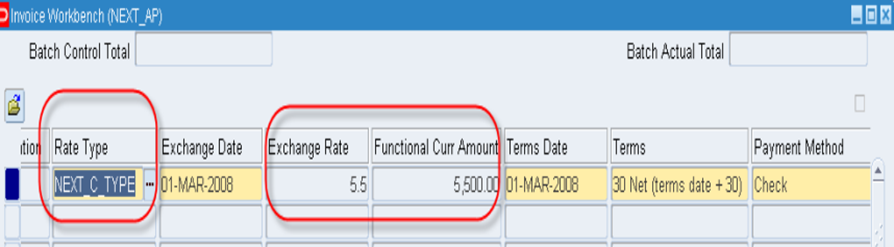 Invoice Workbench (NEXT_AP)
Batch Control Total Batch Actual Total
Rate Type Exchange Date Exchange Rate Functional Curr Amount Terms Date Terms Payment Method
NEXT_C_TYPE 01-MAR-2008 5.5 5,500.00 01-MAR-2008 30 Net (terms date + 30) Check